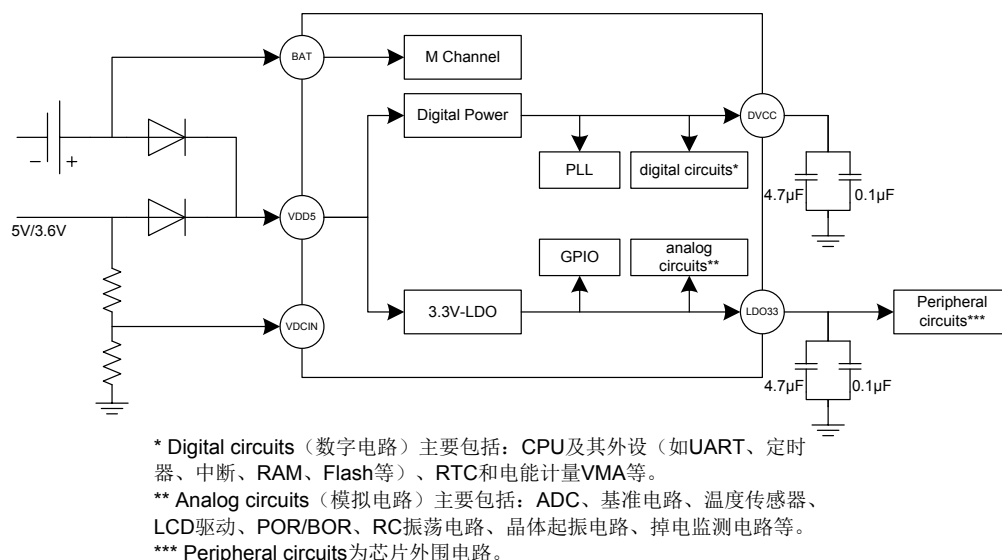 BAT
M Channel
Digital Power
DVCC
PLL
digital circuits*
4.7µF
0.1µF
5V/3.6V
VDD5
GPIO
analog
circuits**
3.3V-LDO
LDO33
Peripheral
circuits***
VDCIN
4.7µF
0.1µF
* Digital circuits（数字电路）主要包括：CPU及其外设（如UART、定时
器、中断、RAM、Flash等）、RTC和电能计量VMA等。
** Analog circuits（模拟电路）主要包括：ADC、基准电路、温度传感器、
LCD驱动、POR/BOR、RC振荡电路、晶体起振电路、掉电监测电路等。
*** Peripheral circuits为芯片外围电路。